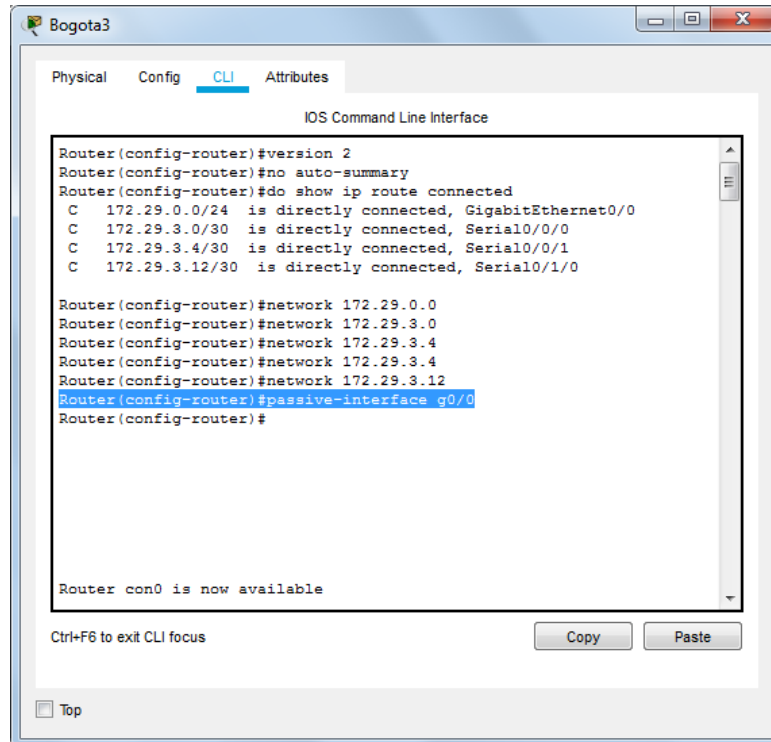 Bogota3
Physical Config CLI Attributes
IOS Command Line Interface
Router(config-router)#version 2
Router(config-router)#no auto-summary
Router(config-router)#do show ip route connected
C 172.29.0.0/24 is directly connected, GigabitEthernet0/0
C 172.29.3.0/30 is directly connected, Serial0/0/0
C 172.29.3.4/30 is directly connected, Serial0/0/1
C 172.29.3.12/30 is directly connected, Serial0/1/0
Router(config-router)#network 172.29.0.0
Router(config-router)#network 172.29.3.0
Router(config-router)#network 172.29.3.4
Router(config-router)#network 172.29.3.4
Router(config-router)#network 172.29.3.12
Router(config-router)#passive-interface g0/0
Router(config-router)#
Router con0 is now available
Ctrl+F6 to exit CLI focus Copy Paste
Top